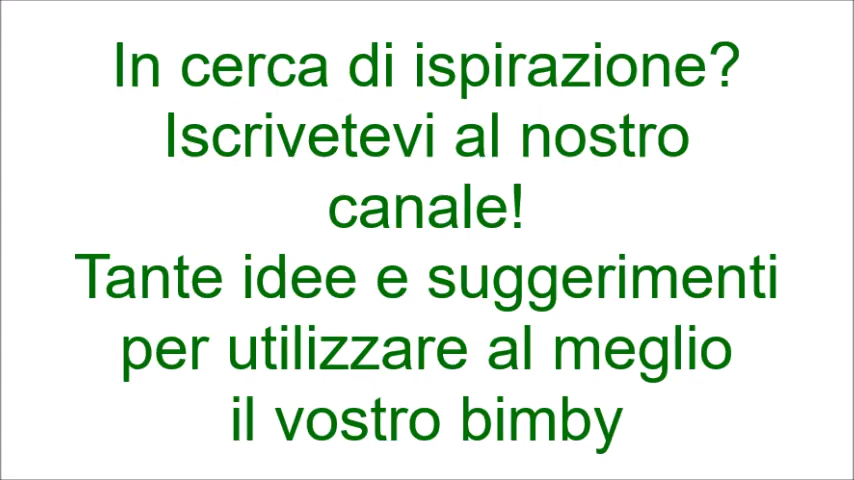 In cerca di ispirazione?
Iscrivetevi al nostro
canale!
Tante idee e suggerimenti
per utilizzare al meglio
il vostro bimby